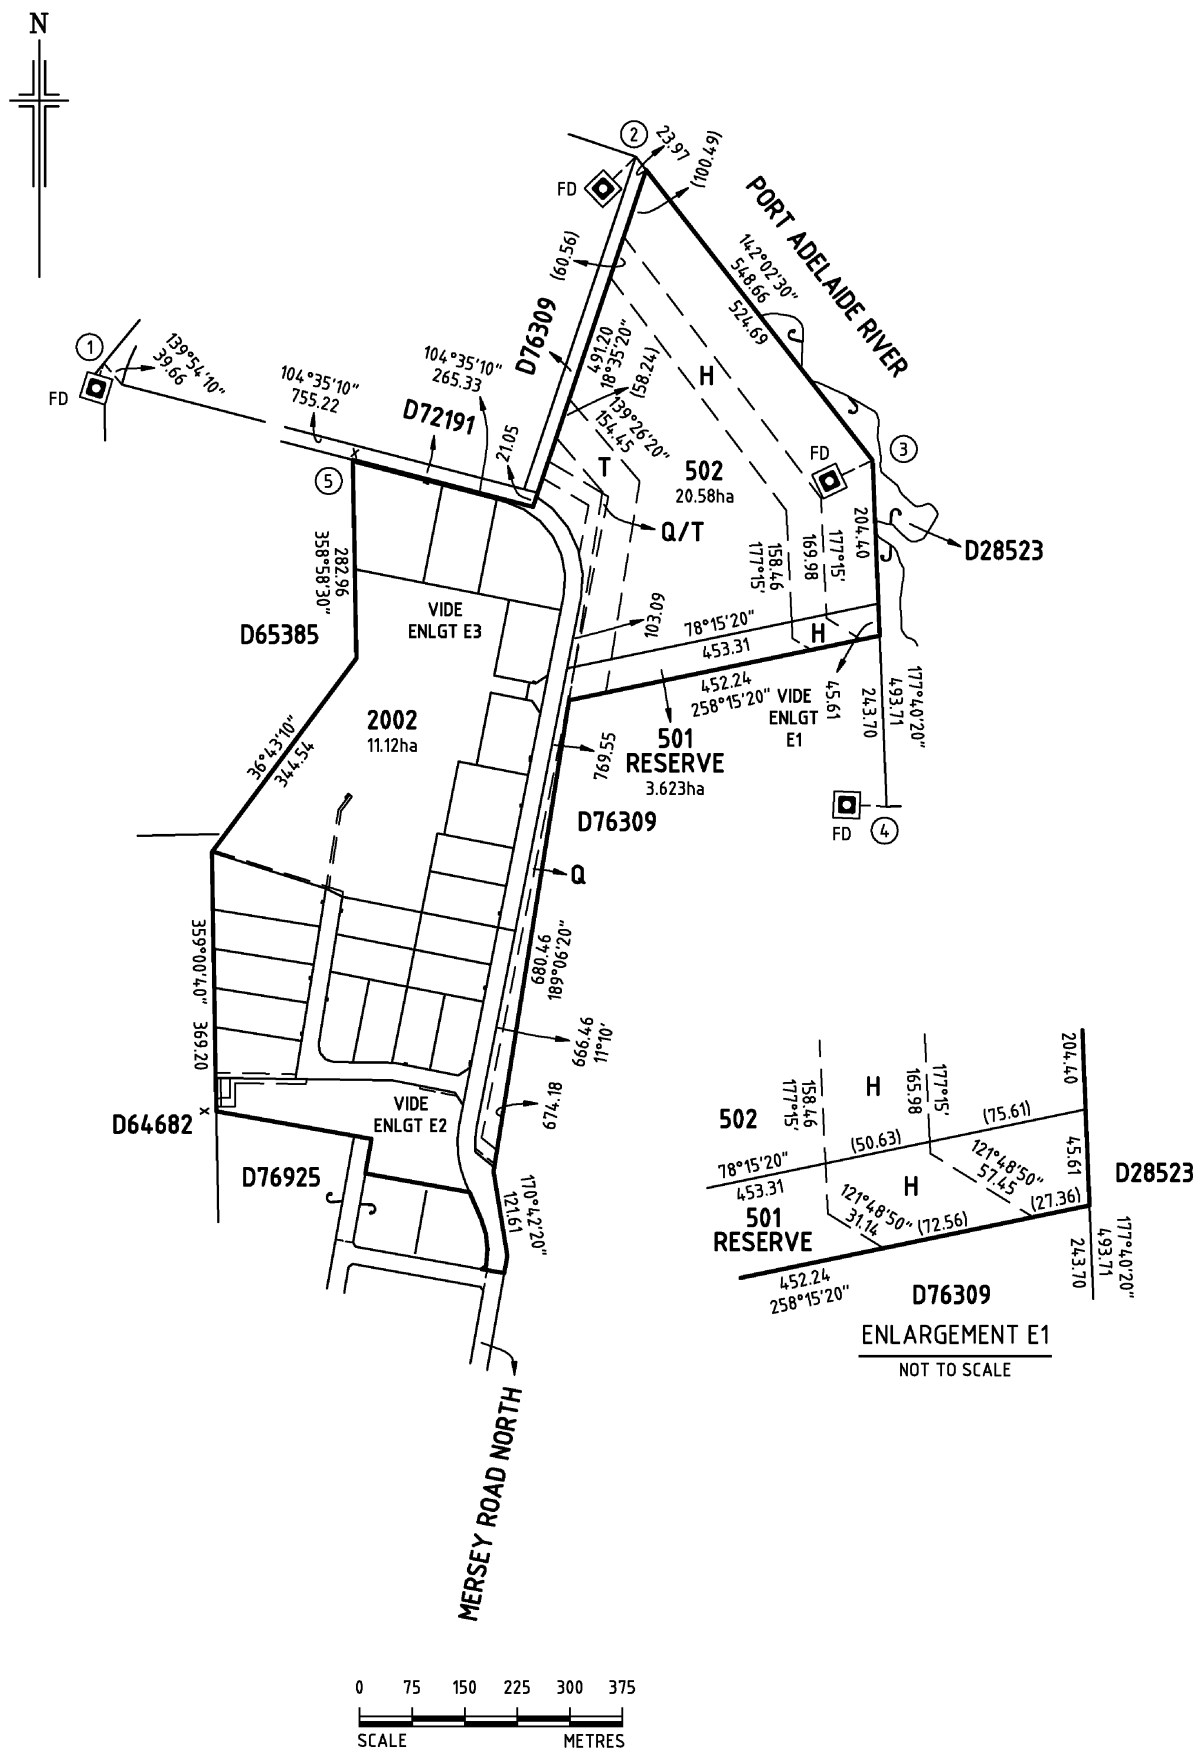 N
2
23.97
(100.49)
FD
PORT ADELAIDE RIVER
142°02'30"
548.66
524.69
(60.56)
D76309
491.20
18°35'20"
(58.24)
H
1
139°54'10"
39.66
FD
104°35'10"
755.22
104°35'10"
265.33
D72191
21.05
139°26'20"
154.45
T
502
20.58ha
FD
3
5
x
Q/T
204.40
D28523
177°15'
169.98
158.46
177°15'
282.96
358°58'30"
VIDE
ENLGT E3
D65385
103.09
78°15'20"
453.31
H
452.24
258°15'20"
VIDE
ENLGT
E1
45.61
243.70
177°40'20"
493.71
2002
11.12ha
36°43'10"
344.54
769.55
501
RESERVE
3.623ha
D76309
FD
4
Q
680.46
189°06'20"
359°00'40"
369.20
666.46
11°10'
674.18
VIDE
ENLGT E2
x
D64682
D76925
170°42'20"
121.61
MERSEY ROAD NORTH
204.40
177°15'
165.98
158.46
177°15'
H
502
(75.61)
(50.63)
78°15'20"
453.31
121°48'50"
57.45
45.61
D28523
H
121°48'50"
31.14
(72.56)
(27.36)
501
RESERVE
452.24
258°15'20"
243.70
177°40'20"
493.71
D76309
ENLARGEMENT E1
NOT TO SCALE
0 75 150 225 300 375
SCALE METRES